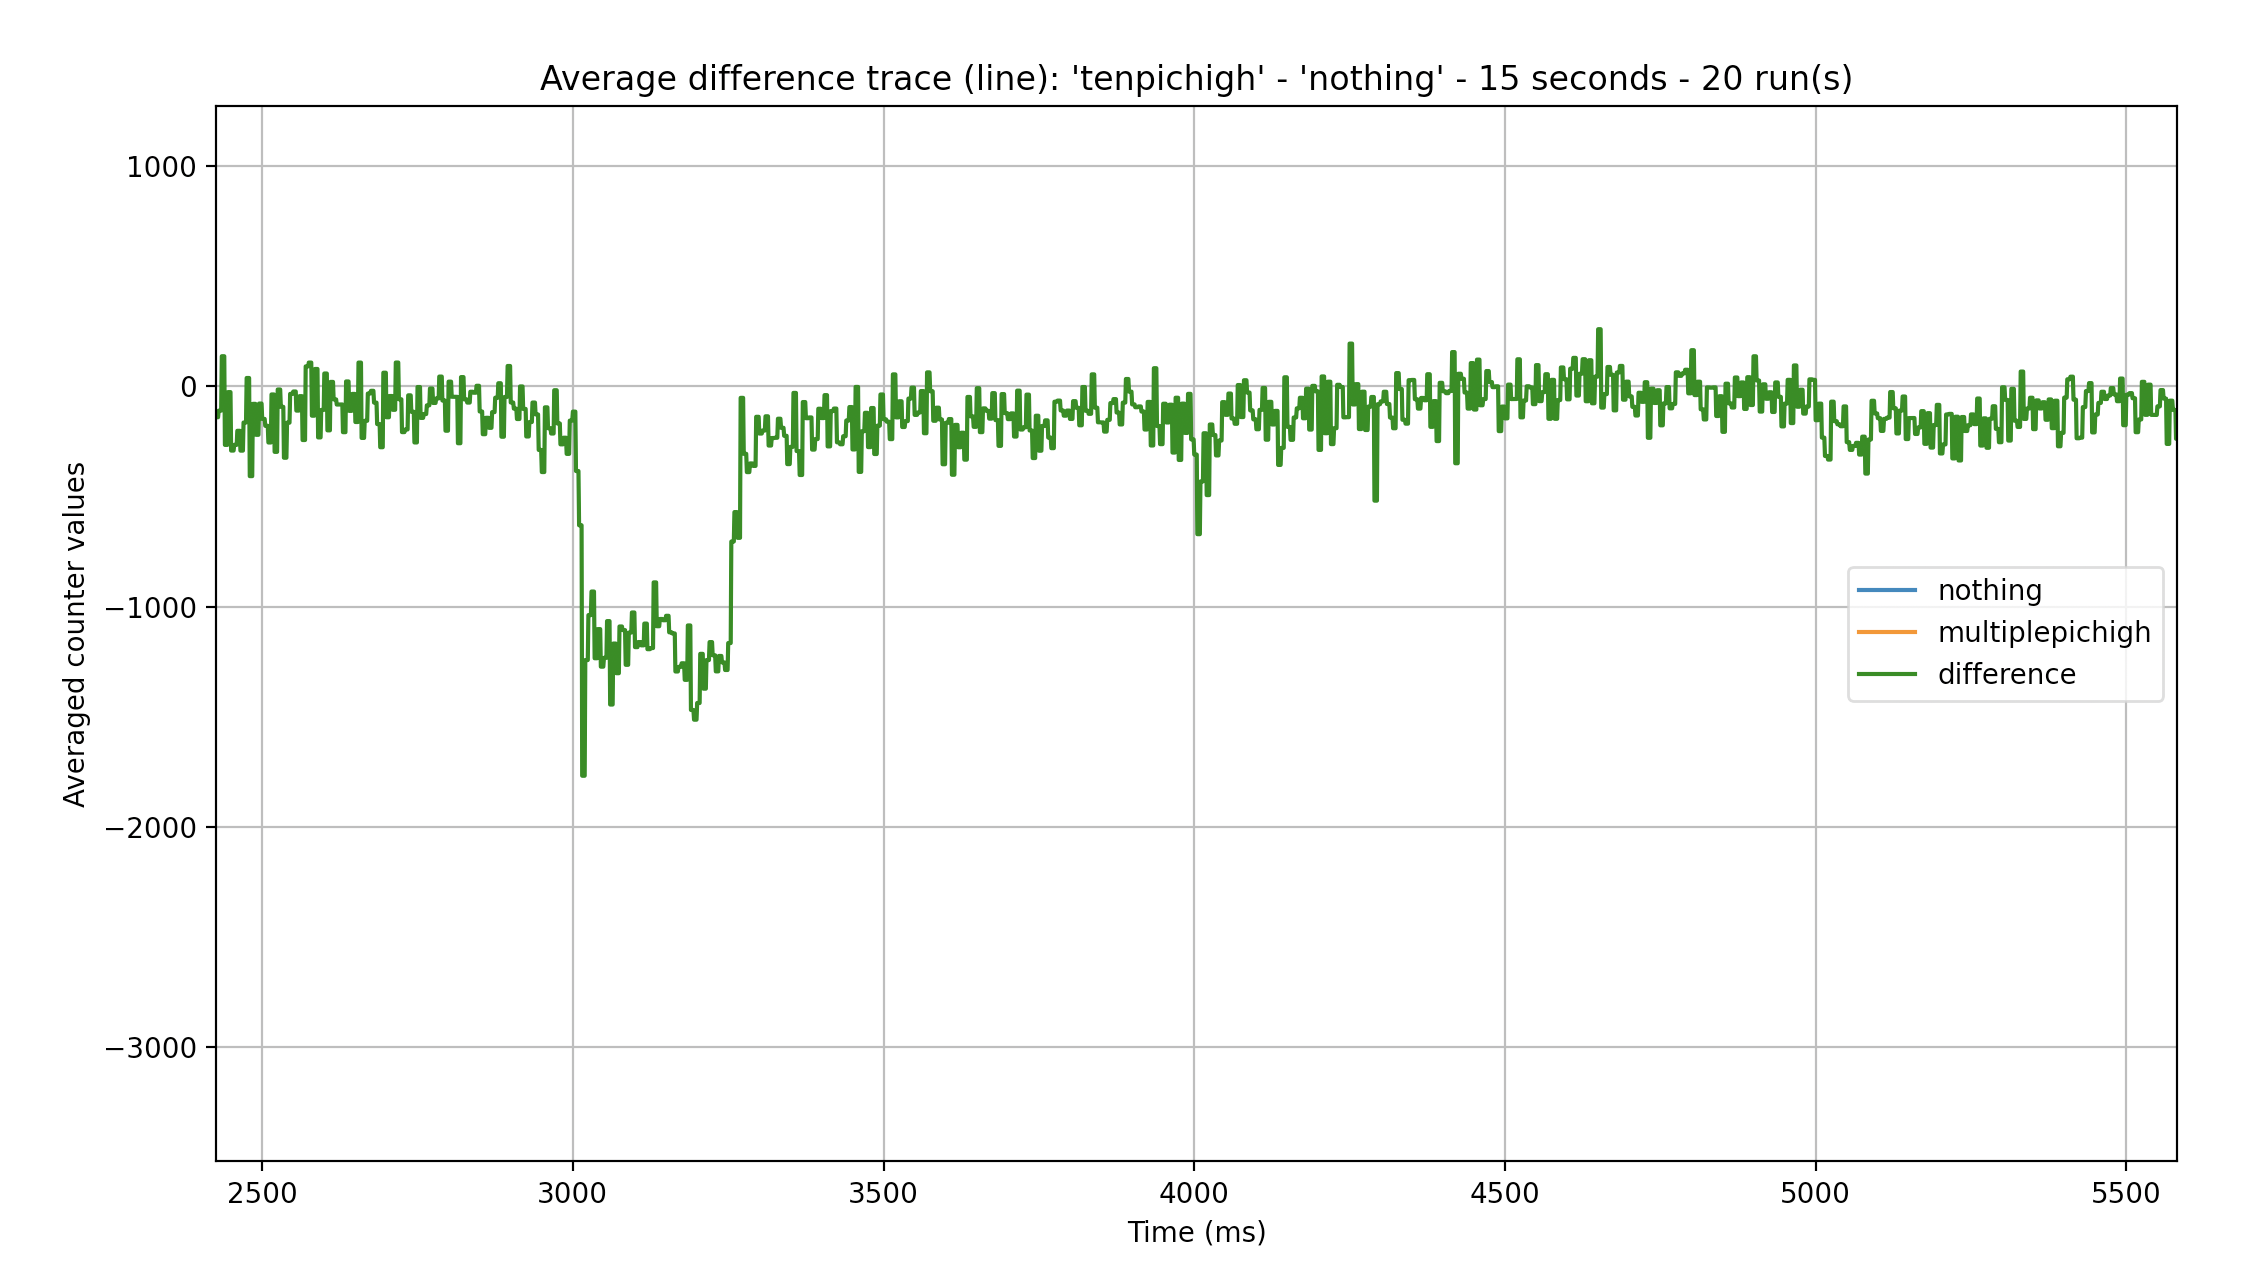 Average difference trace (line): 'tenpichigh' - 'nothing' - 15 seconds - 20 run(s)
1000
0
−1000
−2000
−3000
Averaged counter values
nothing
multiplepichigh
difference
2500 3000 3500 4000 4500 5000 5500
Time (ms)